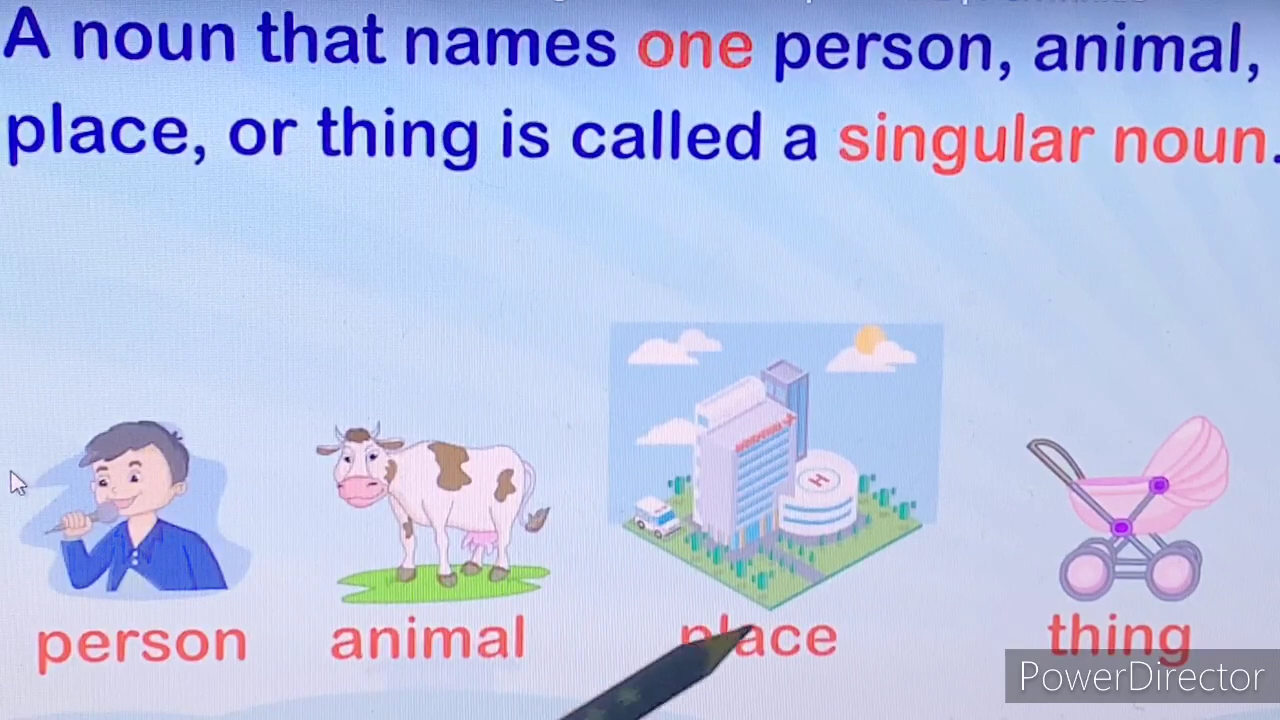 A noun that names one person, animal,
place, or thing is called a singular noun.
H
person animal place thing
PowerDirector